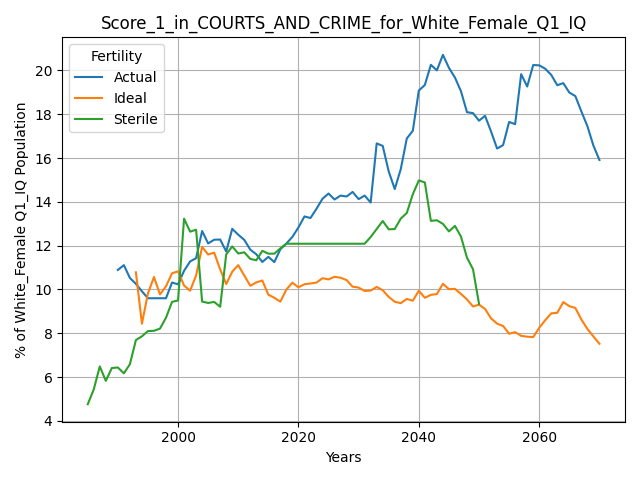 Score_1_in_COURTS_AND_CRIME_for_White_Female_Q1_IQ
Fertility
Actual
Ideal
Sterile
% of White_Female Q1_IQ Population
20
18
16
14
12
10
8
6
4
2000
2020
2040
2060
Years